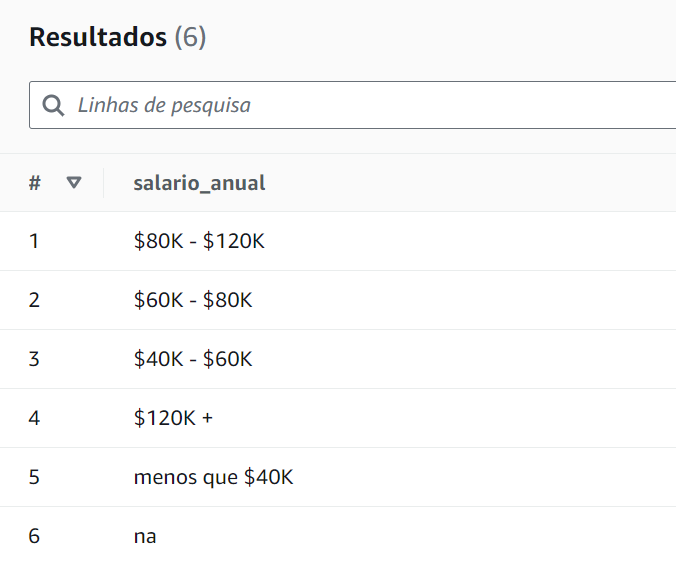 Resultados (6)
Linhas de pesquisa
# salario_anual
1 $80K - $120K
2 $60K - $80K
3 $40K - $60K
4 $120K +
5 menos que $40K
6 na